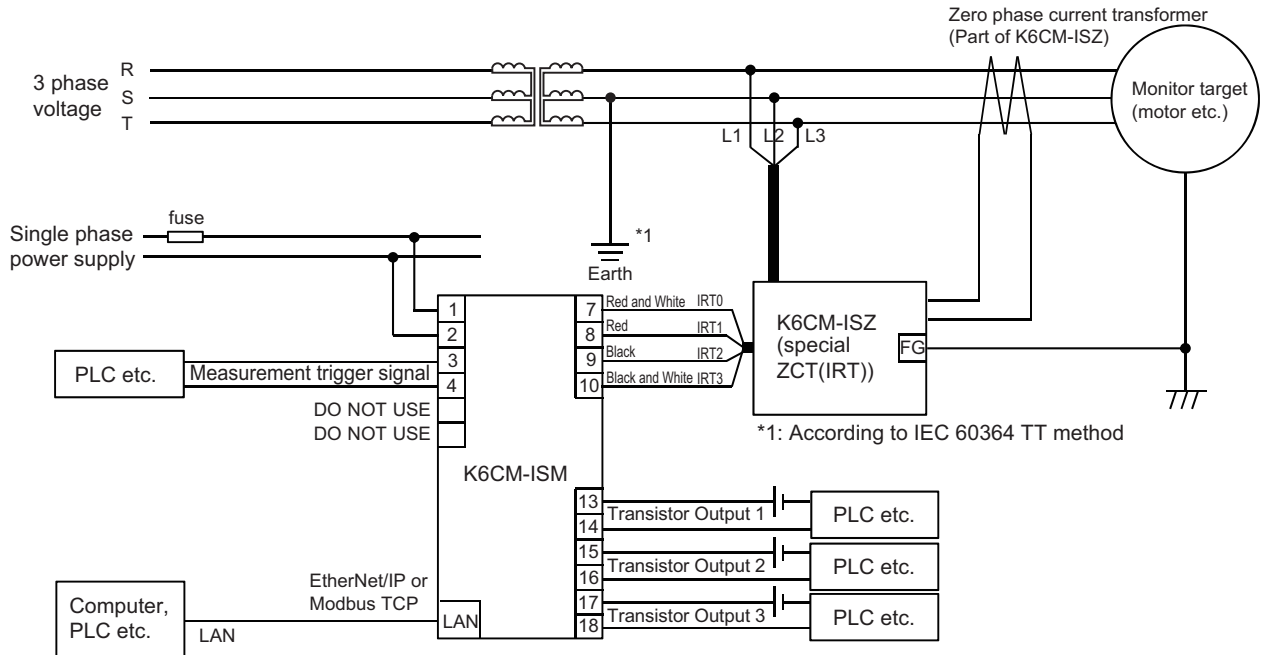 Zero phase current transformer
(Part of K6CM-ISZ)
3 phase
voltage
R
S
T
Monitor target
(motor etc.)
L1
L2
L3
fuse
Single phase
power supply
*1
Earth
1
2
3
4
7
8
9
10
Red and White IRT0
Red IRT1
Black IRT2
Black and White IRT3
K6CM-ISZ
(special
ZCT(IRT))
FG
PLC etc.
Measurement trigger signal
DO NOT USE
DO NOT USE
*1: According to IEC 60364 TT method
K6CM-ISM
13
14
Transistor Output 1
PLC etc.
15
16
Transistor Output 2
PLC etc.
17
18
Transistor Output 3
PLC etc.
EtherNet/IP or
Modbus TCP
LAN
Computer,
PLC etc.
LAN